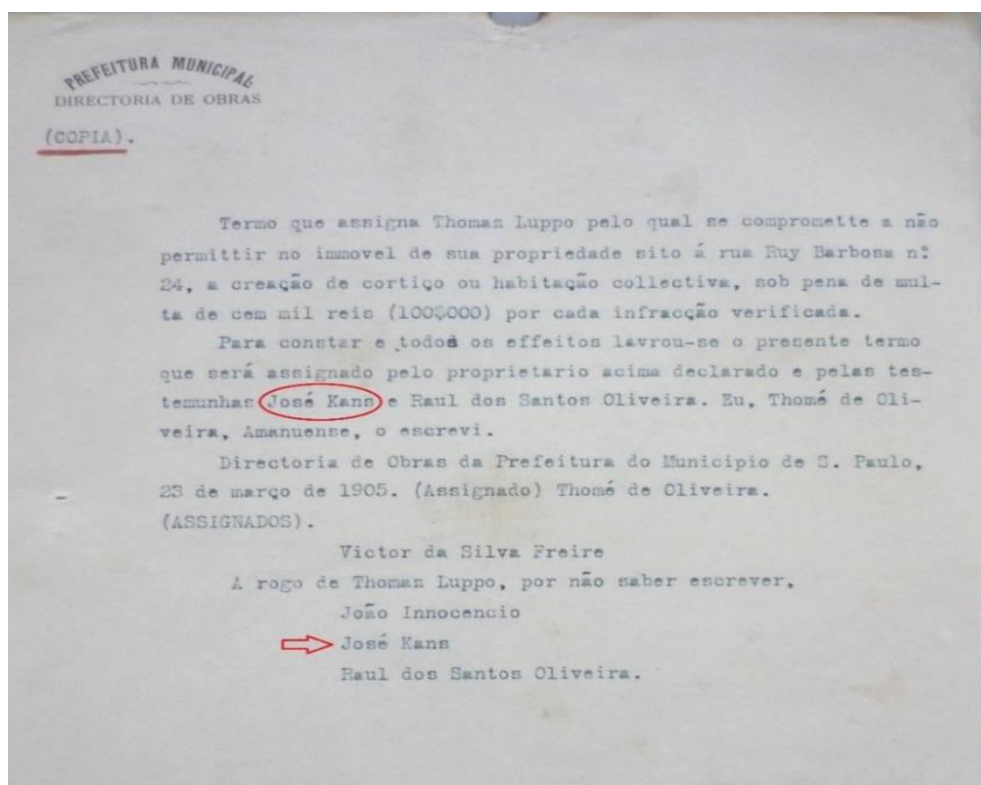 PREFEITURA MUNICIPAL
DIRECTORIA DE OBRAS
(COPIA).
Termo que assigna Thomas Luppo pelo qual se compromette a não
permittir no immovel de sua propriedade sito á rua Ruy Barbosa nº
24, a creação de cortiço ou habitação collectiva, sob pena de mul-
ta de cem mil reis (100$000) por cada infracção verificada.
Para constar e todos os effeitos lavrou-se o presente termo
que será assignado pelo proprietario acima declarado e pelas tes-
temunhas José Kans e Raul dos Santos Oliveira. Eu, Thomé de Oli-
veira, Amanuense, o escrevi.
Directoria de Obras da Prefeitura do Municipio de S. Paulo,
23 de março de 1905. (Assignado) Thomé de Oliveira.
(ASSIGNADOS).
Victor da Silva Freire
A rogo de Thomas Luppo, por não saber escrever,
João Innocencio
José Kans
Raul dos Santos Oliveira.